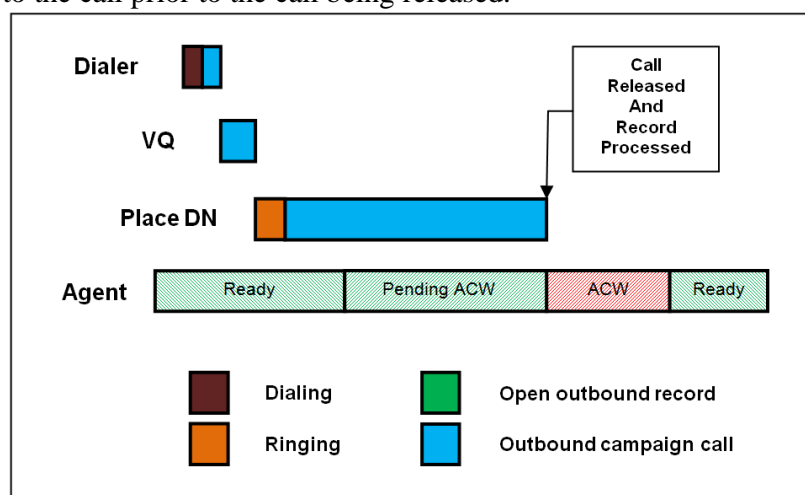 to the call prior to the call being released.
Dialer
Call
Released
And
Record
Processed
VQ
Place DN
Agent
Ready
Pending ACW
ACW
Ready
Dialing
Open outbound record
Ringing
Outbound campaign call